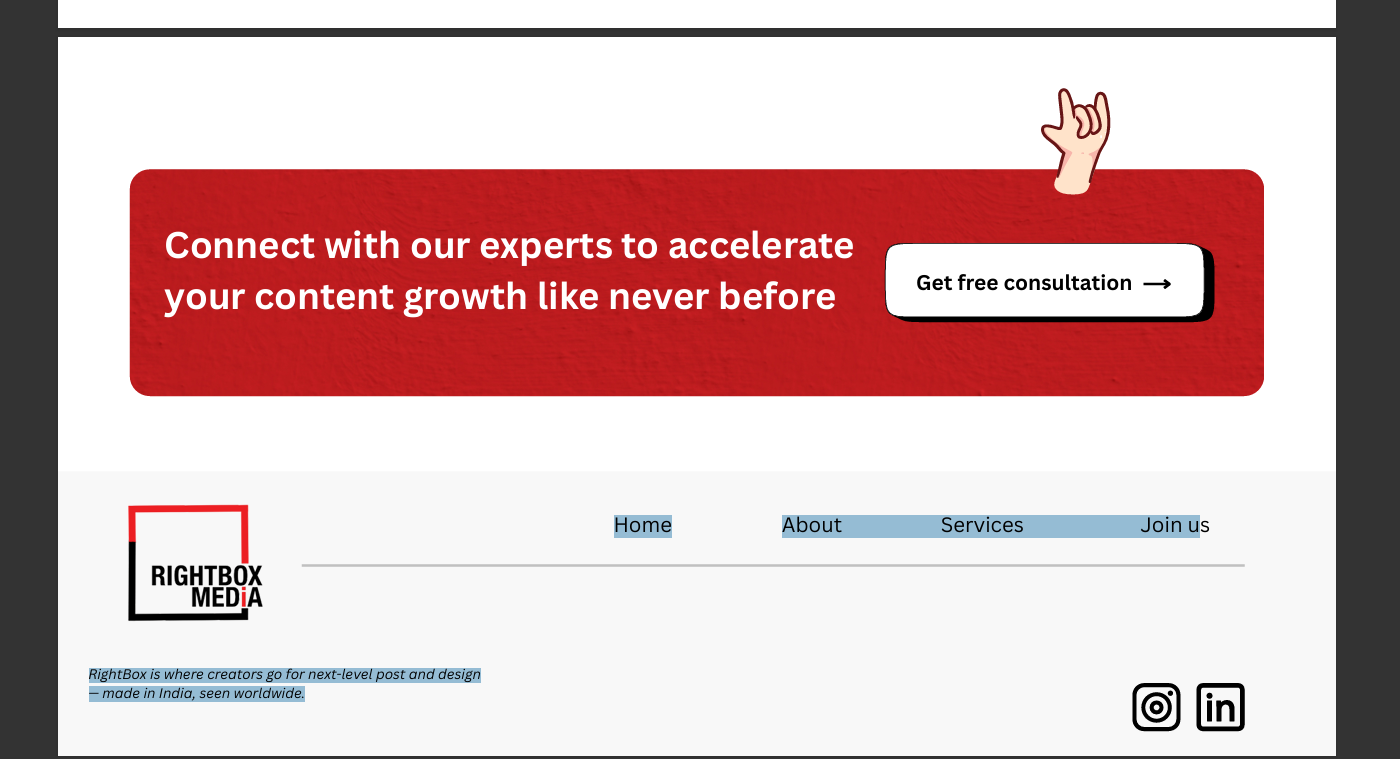 Connect with our experts to accelerate
your content growth like never before
Get free consultation →
Home About Services Join us
RIGHTBOX
MEDiA
RightBox is where creators go for next-level post and design
— made in India, seen worldwide.
in